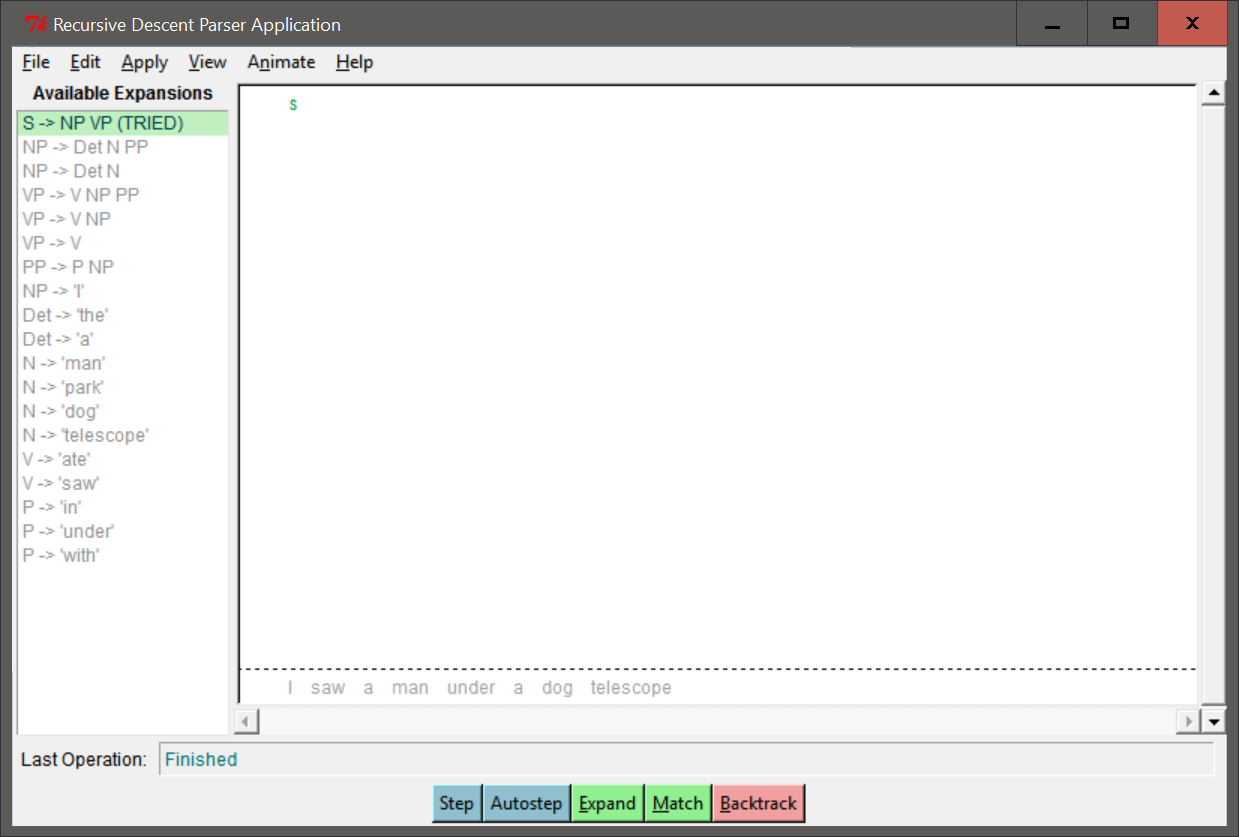 Recursive Descent Parser Application
File Edit Apply View Animate Help
Available Expansions
S -> NP VP (TRIED)
NP -> Det N PP
NP -> Det N
VP -> V NP PP
VP -> V NP
VP -> V
PP -> P NP
NP -> 'I'
Det -> 'the'
Det -> 'a'
N -> 'man'
N -> 'park'
N -> 'dog'
N -> 'telescope'
V -> 'ate'
V -> 'saw'
P -> 'in'
P -> 'under'
P -> 'with'
S
I saw a man under a dog telescope
Last Operation: Finished
Step Autostep Expand Match Backtrack